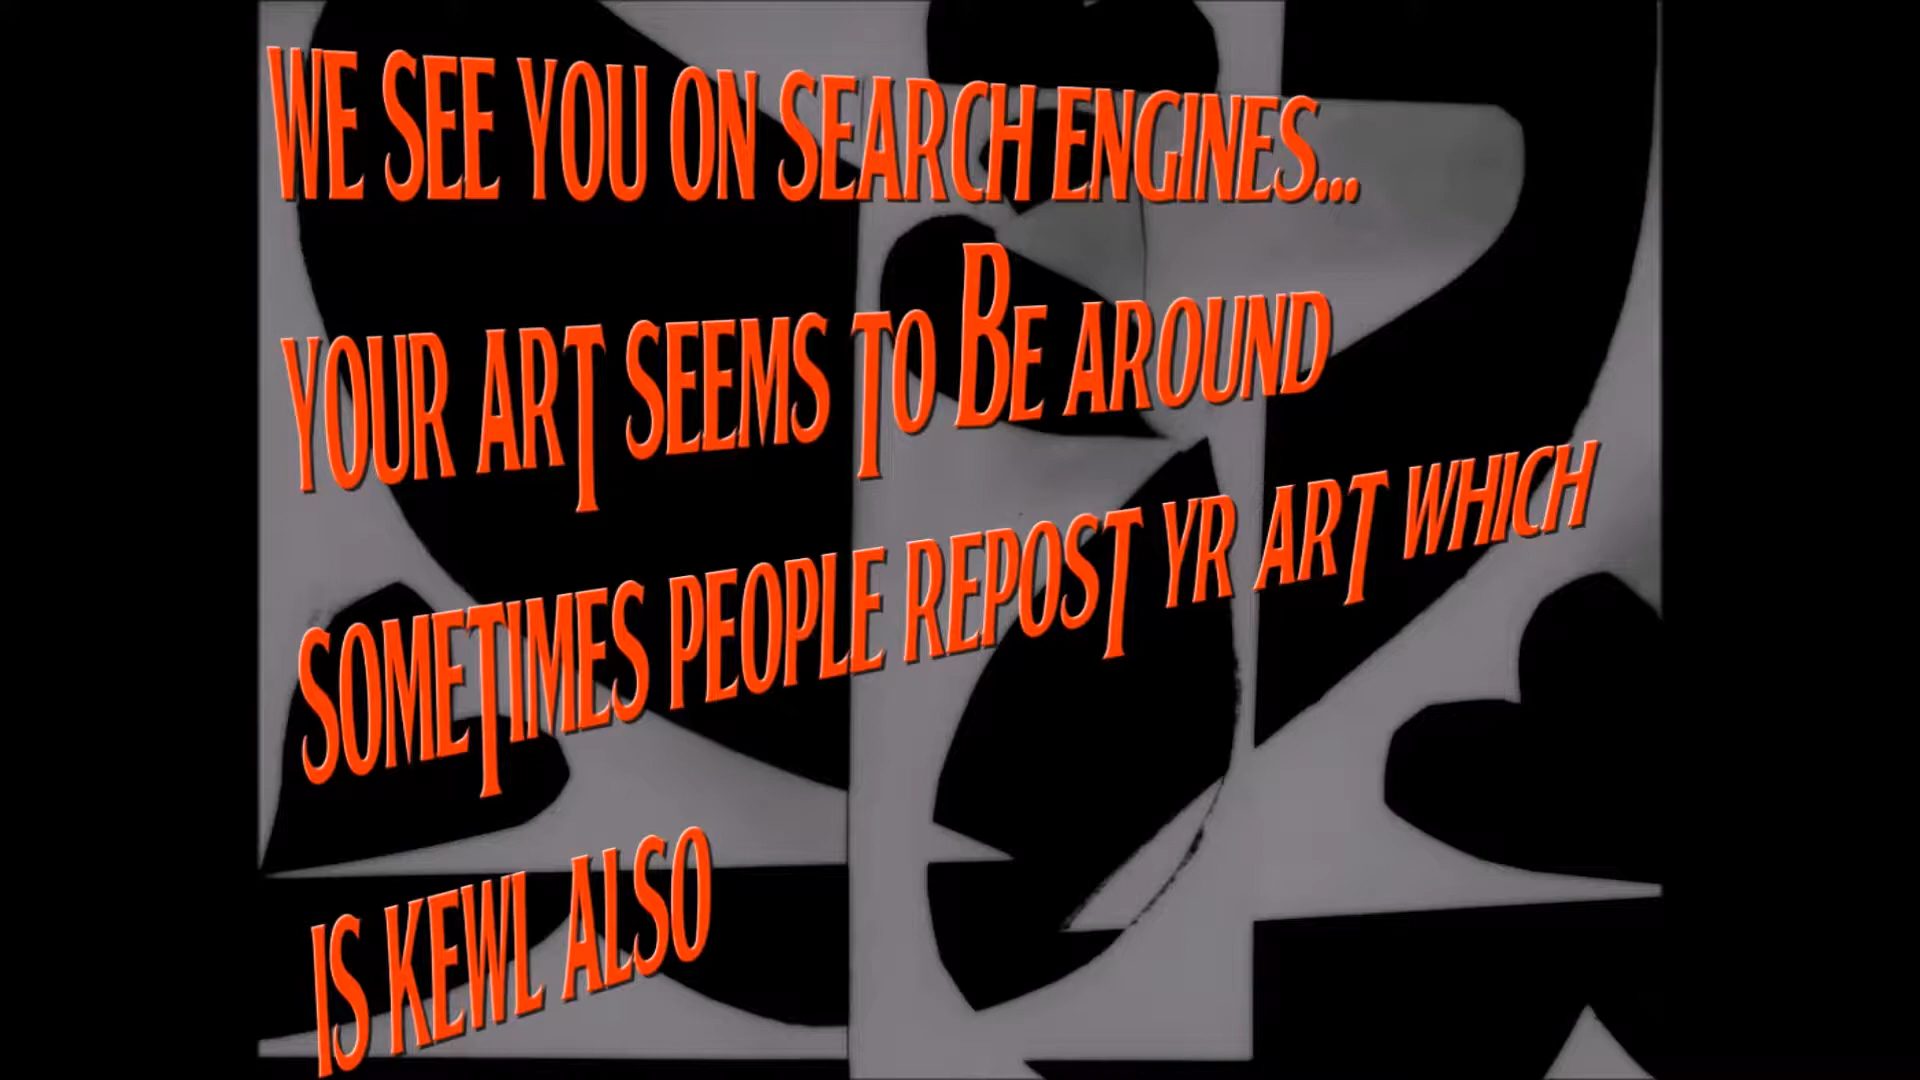 WE SEE YOU ON SEARCH ENGINES...
YOUR ART SEEMS TO BE AROUND
SOMETIMES PEOPLE REPOST YR ART WHICH
IS KEWL ALSO